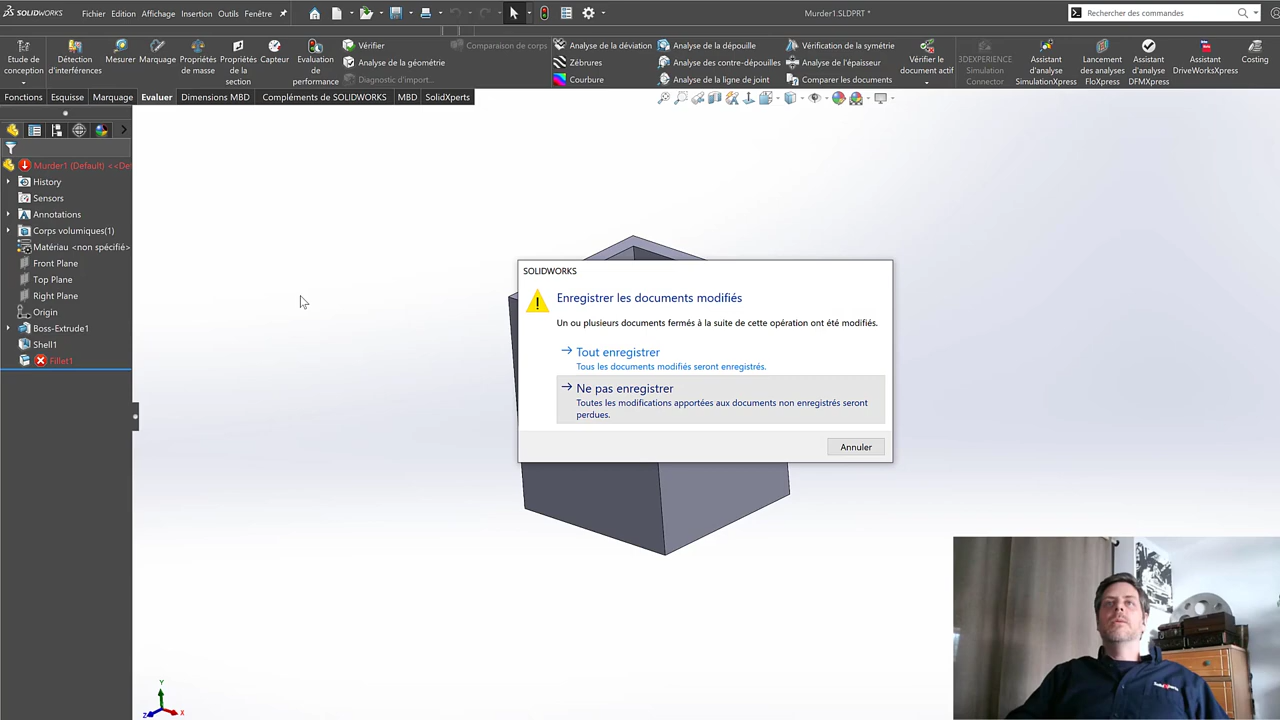 SOLIDWORKS
Fichier Edition Affichage Insertion Outils Fenêtre
Murder1.SLDPRT *
Rechercher des commandes
Etude de conception
Détection d'interférences
Mesurer
Marquage
Propriétés de masse
Propriétés de la section
Capteur
Evaluation de performance
Vérifier
Analyse de la géométrie
Diagnostic d'import...
Comparaison de corps
Analyse de la déviation
Zébrures
Courbure
Analyse de la dépouille
Analyse des contre-dépouilles
Analyse de la ligne de joint
Vérification de la symétrie
Analyse de l'épaisseur
Comparer les documents
Vérifier le document actif
3DEXPERIENCE Simulation Connector
Assistant d'analyse SimulationXpress
Lancement des analyses FloXpress
Assistant d'analyse DFMXpress
Assistant DriveWorksXpress
Costing
Fonctions Esquisse Marquage Evaluer Dimensions MBD Compléments de SOLIDWORKS MBD SolidXperts
Murder1 (Default) <<De
History
Sensors
Annotations
Corps volumiques(1)
Matériau <non spécifié>
Front Plane
Top Plane
Right Plane
Origin
Boss-Extrude1
Shell1
Fillet1
SOLIDWORKS
Enregistrer les documents modifiés
Un ou plusieurs documents fermés à la suite de cette opération ont été modifiés.
Tout enregistrer
Tous les documents modifiés seront enregistrés.
Ne pas enregistrer
Toutes les modifications apportées aux documents non enregistrés seront
perdues.
Annuler
Y
Z
X